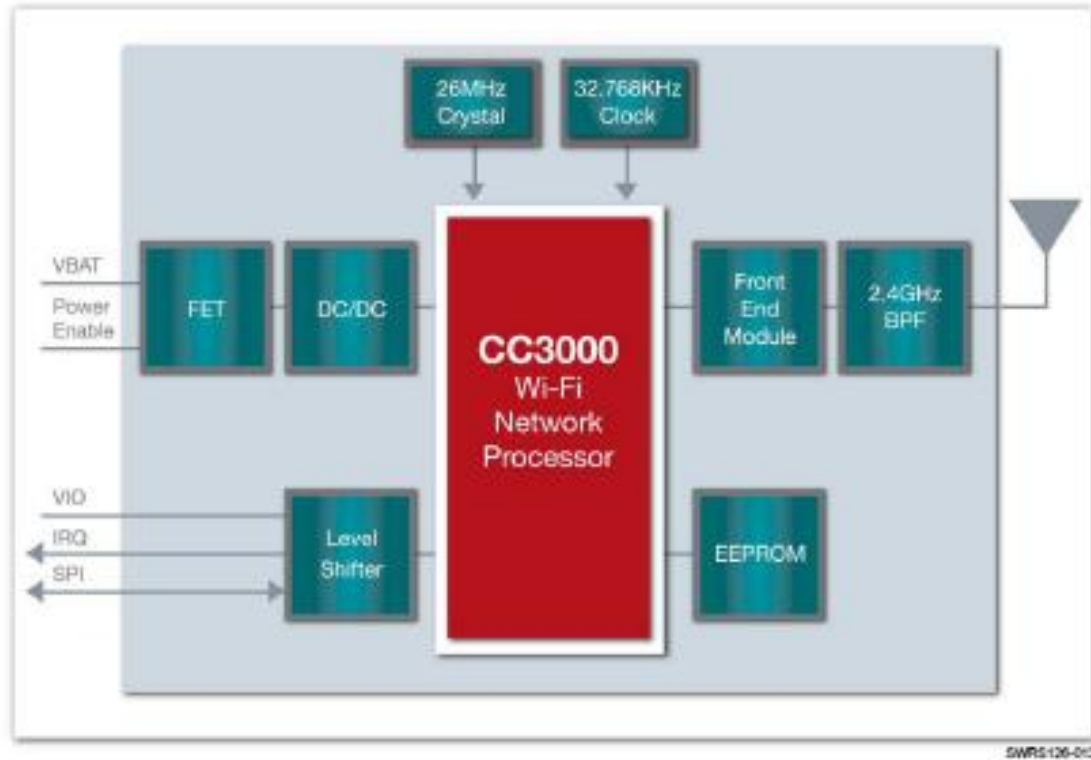 26MHz
Crystal
32.768KHz
Clock
VBAT
Power
Enable
FET
DC/DC
CC3000
Wi-Fi
Network
Processor
Front
End
Module
2.4GHz
BPF
VIO
IRQ
SPI
Level
Shifter
EEPROM